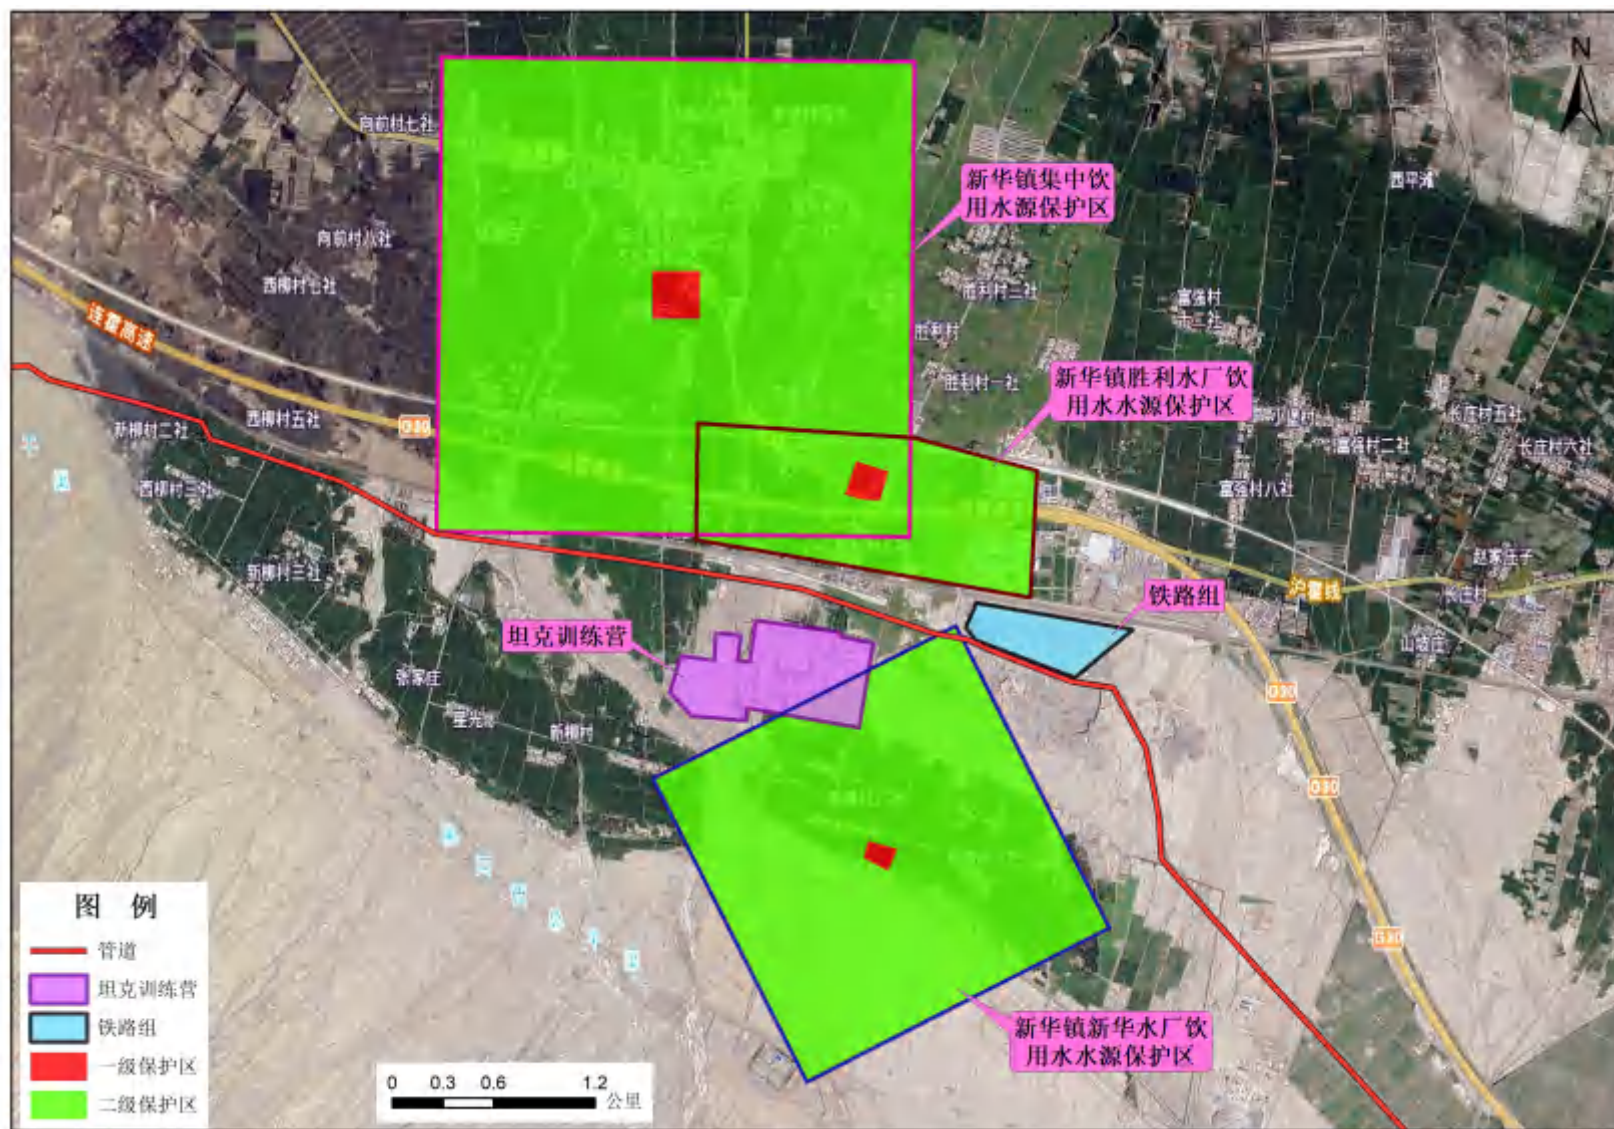 N
向前村七社
新华镇集中饮
用水源保护区
西平滩
向前村八社
西柳村七社
胜利村二社
富强村
十二社
连霍高速
胜利村
新华镇胜利水厂饮
用水水源保护区
胜利村一社
西柳村五社
G30
新柳村二社
长庄村五社
富强村二社
长庄村六社
西柳村三社
富强村八社
新柳村三社
赵家庄子
沪霍线
铁路组
长庄村
坦克训练营
山坡庄
张家庄
星光
新柳村
G30
G30
G30
新华镇新华水厂饮
用水水源保护区
图 例
管道
坦克训练营
铁路组
一级保护区
二级保护区
0 0.3 0.6 1.2
公里